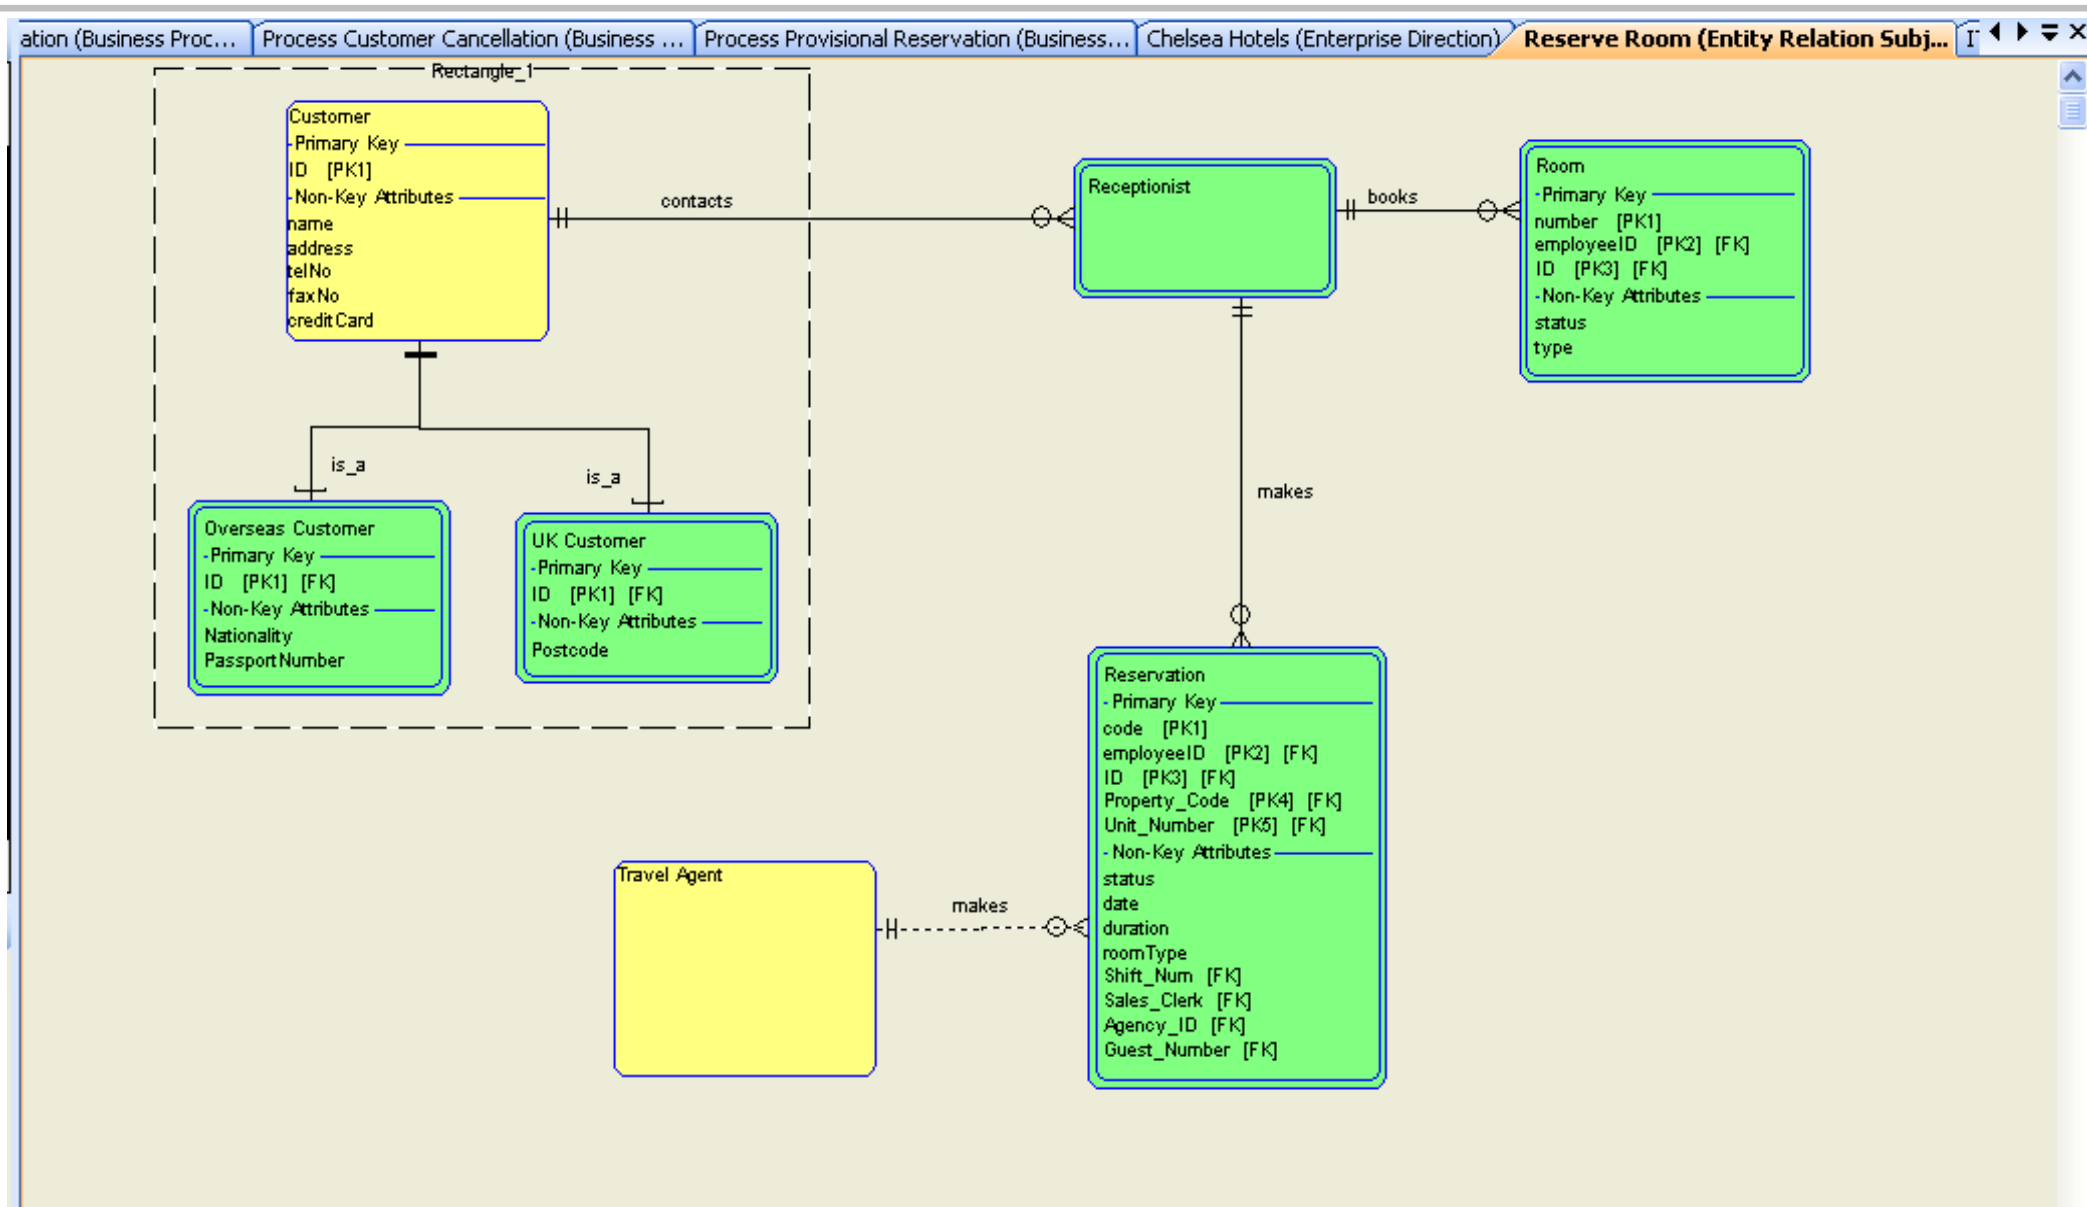 ation (Business Proc...
Process Customer Cancellation (Business ...
Process Provisional Reservation (Business...
Chelsea Hotels (Enterprise Direction)
Reserve Room (Entity Relation Subj...
Rectangle_1
Customer
Primary Key
ID [PK1]
Non-Key Attributes
name
address
telNo
faxNo
creditCard
contacts
Receptionist
books
Room
Primary Key
number [PK1]
employeeID [PK2] [FK]
ID [PK3] [FK]
Non-Key Attributes
status
type
is_a
is_a
makes
Overseas Customer
Primary Key
ID [PK1] [FK]
Non-Key Attributes
Nationality
PassportNumber
UK Customer
Primary Key
ID [PK1] [FK]
Non-Key Attributes
Postcode
Reservation
Primary Key
code [PK1]
employeeID [PK2] [FK]
ID [PK3] [FK]
Property_Code [PK4] [FK]
Unit_Number [PK5] [FK]
Non-Key Attributes
status
date
duration
roomType
Shift_Num [FK]
Sales_Clerk [FK]
Agency_ID [FK]
Guest_Number [FK]
Travel Agent
makes